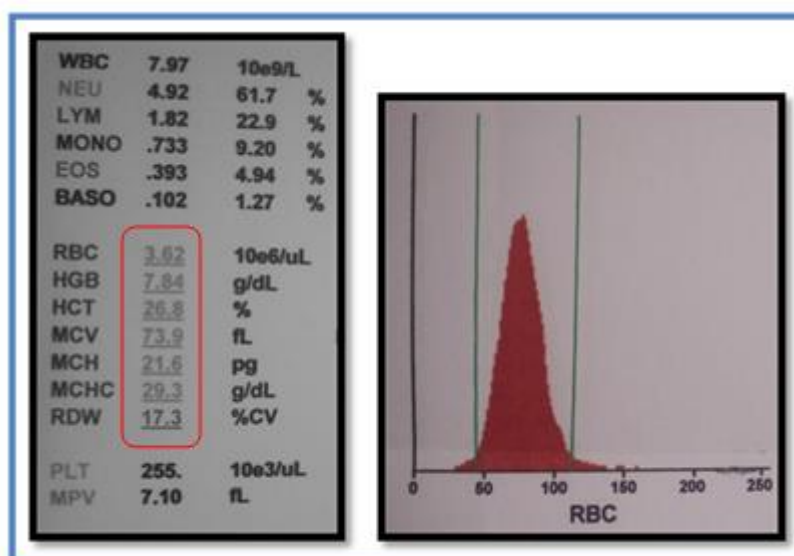 WBC 7.97 10e9/L
NEU 4.92 61.7 %
LYM 1.82 22.9 %
MONO .733 9.20 %
EOS .393 4.94 %
BASO .102 1.27 %
RBC 3.62 10e6/uL
HGB 7.84 g/dL
HCT 26.8 %
MCV 73.9 fL
MCH 21.6 pg
MCHC 29.3 g/dL
RDW 17.3 %CV
PLT 255. 10e3/uL
MPV 7.10 fL
0 50 100 150 200 250
RBC